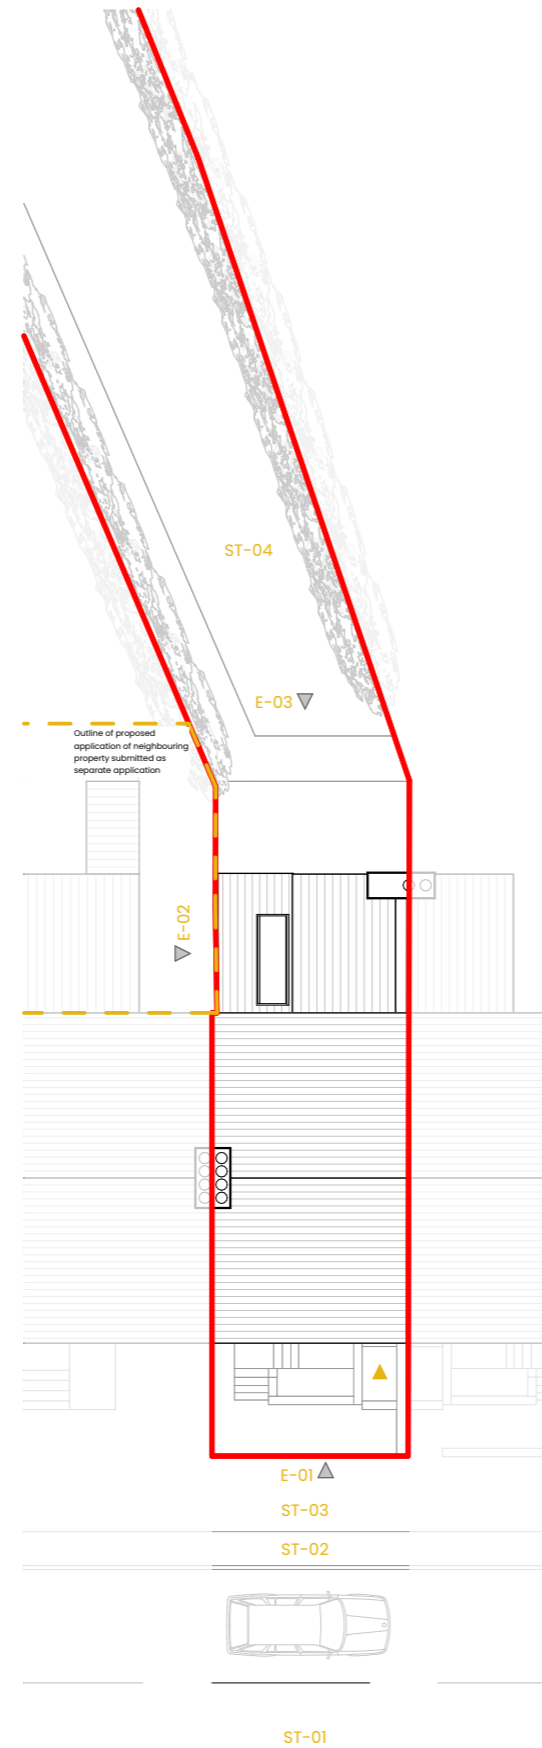 ST-04
E-03
Outline of proposed
application of neighbouring
property submitted as
separate application
E-02
E-01
ST-03
ST-02
ST-01